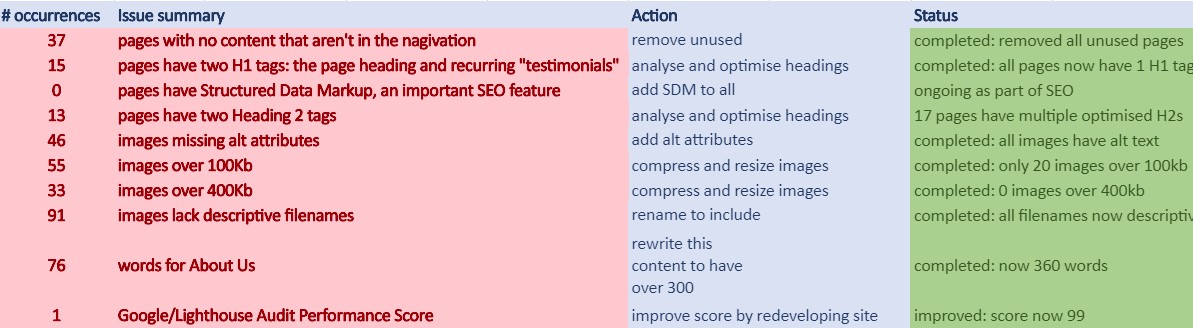 # occurrences Issue summary Action Status
37 pages with no content that aren't in the nagivation remove unused completed: removed all unused pages
15 pages have two H1 tags: the page heading and recurring "testimonials" analyse and optimise headings completed: all pages now have 1 H1 tag
0 pages have Structured Data Markup, an important SEO feature add SDM to all ongoing as part of SEO
13 pages have two Heading 2 tags analyse and optimise headings 17 pages have multiple optimised H2s
46 images missing alt attributes add alt attributes completed: all images have alt text
55 images over 100Kb compress and resize images completed: only 20 images over 100kb
33 images over 400Kb compress and resize images completed: 0 images over 400kb
91 images lack descriptive filenames rename to include completed: all filenames now descriptiv
rewrite this
76 words for About Us content to have completed: now 360 words
over 300
1 Google/Lighthouse Audit Performance Score improve score by redeveloping site improved: score now 99